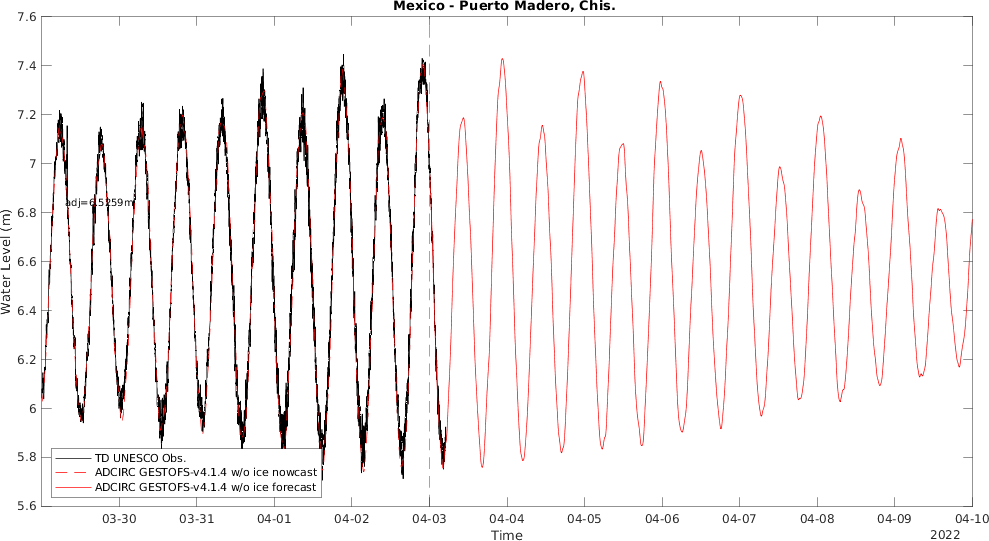 Mexico - Puerto Madero, Chis.
7.6
7.4
7.2
7
6.8
6.6
6.4
6.2
6
5.8
5.6
Water Level (m)
adj=6.5259m
TD UNESCO Obs.
ADCIRC GESTOFS-v4.1.4 w/o ice nowcast
ADCIRC GESTOFS-v4.1.4 w/o ice forecast
03-30 03-31 04-01 04-02 04-03 04-04 04-05 04-06 04-07 04-08 04-09 04-10
Time
2022